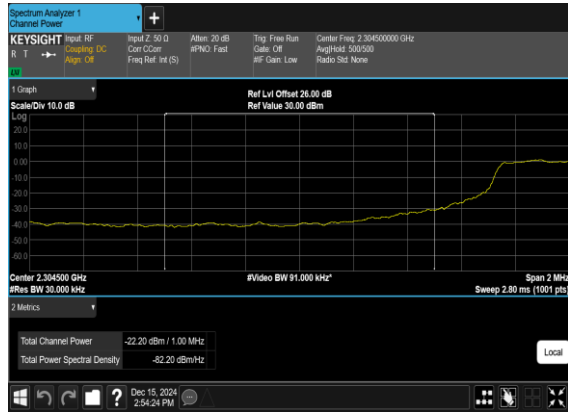 Spectrum Analyzer 1
Channel Power
+
KEYSIGHT
R T
LXI
Input: RF
Coupling: DC
Align: Off
Input Z: 50 Ω
Corr CCorr
Freq Ref: Int (S)
Atten: 20 dB
#PNO: Fast
Trig: Free Run
Gate: Off
#IF Gain: Low
Center Freq: 2.304500000 GHz
Avg|Hold: 500/500
Radio Std: None
1 Graph
Scale/Div 10.0 dB
Ref Lvl Offset 26.00 dB
Ref Value 30.00 dBm
Log
20.0
10.0
0.00
-10.0
-20.0
-30.0
-40.0
-50.0
-60.0
Center 2.304500 GHz
#Res BW 30.000 kHz
#Video BW 91.000 kHz*
Span 2 MHz
Sweep 2.80 ms (1001 pts)
2 Metrics
Total Channel Power -22.20 dBm / 1.00 MHz
Total Power Spectral Density -82.20 dBm/Hz
Local
?
Dec 15, 2024
2:54:24 PM